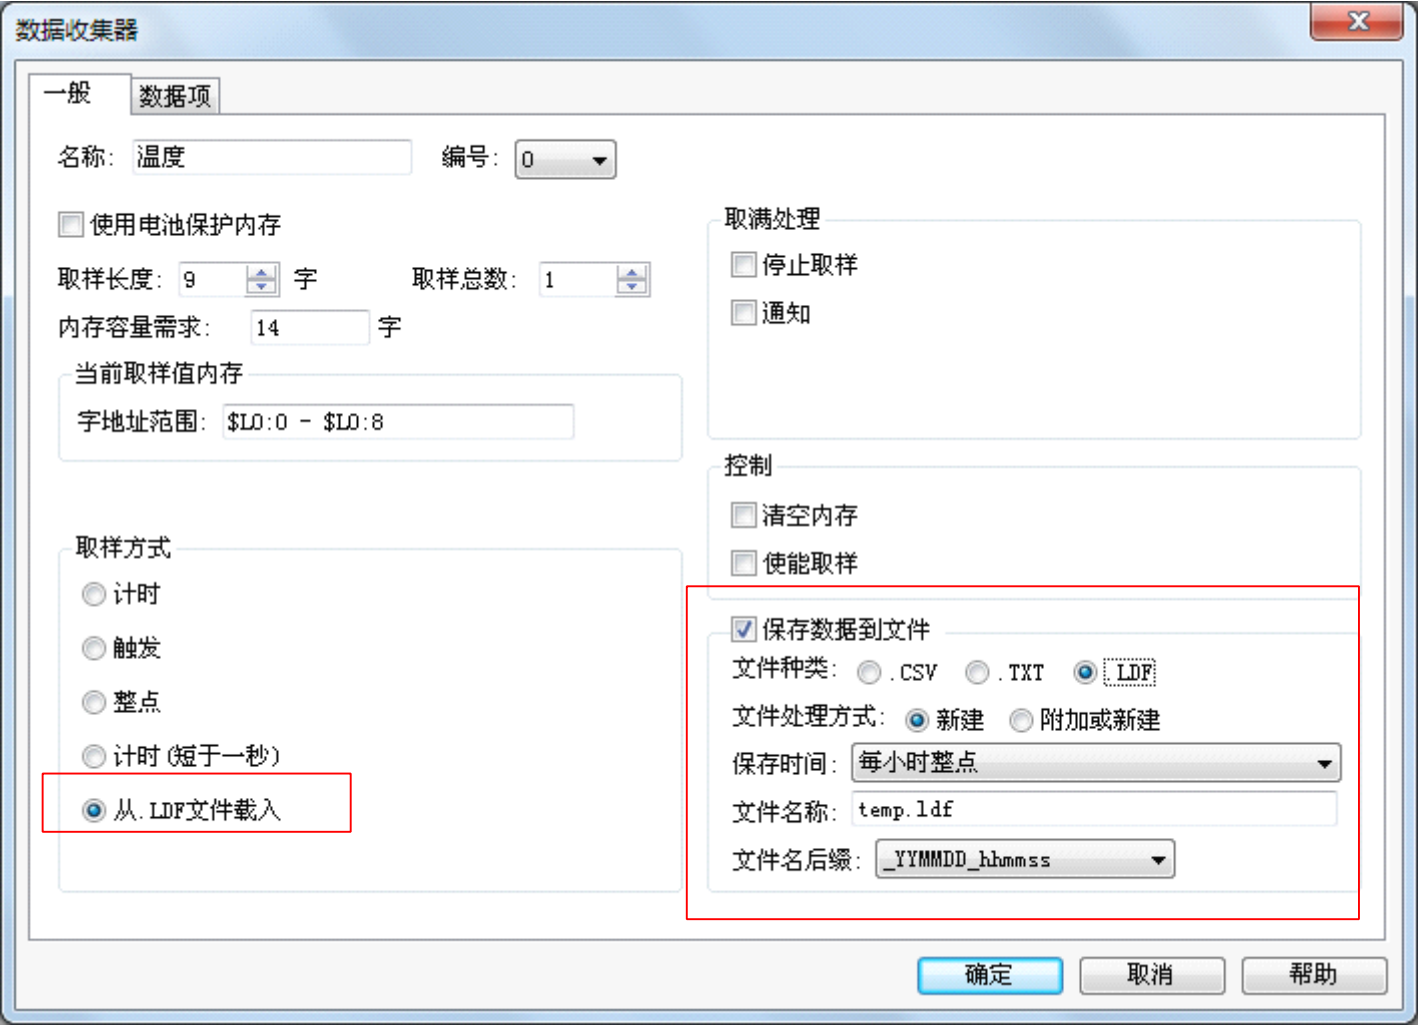 数据收集器
一般 数据项
名称: 温度 编号: 0
使用电池保护内存
取样长度: 9 字 取样总数: 1
内存容量需求: 14 字
当前取样值内存
字地址范围: $L0:0 - $L0:8
取样方式
计时
触发
整点
计时(短于一秒)
从.LDF文件载入
取满处理
停止取样
通知
控制
清空内存
使能取样
保存数据到文件
文件种类: .CSV .TXT .LDF
文件处理方式: 新建 附加或新建
保存时间: 每小时整点
文件名称: temp.ldf
文件名后缀: _YYMMDD_hhmmss
确定 取消 帮助